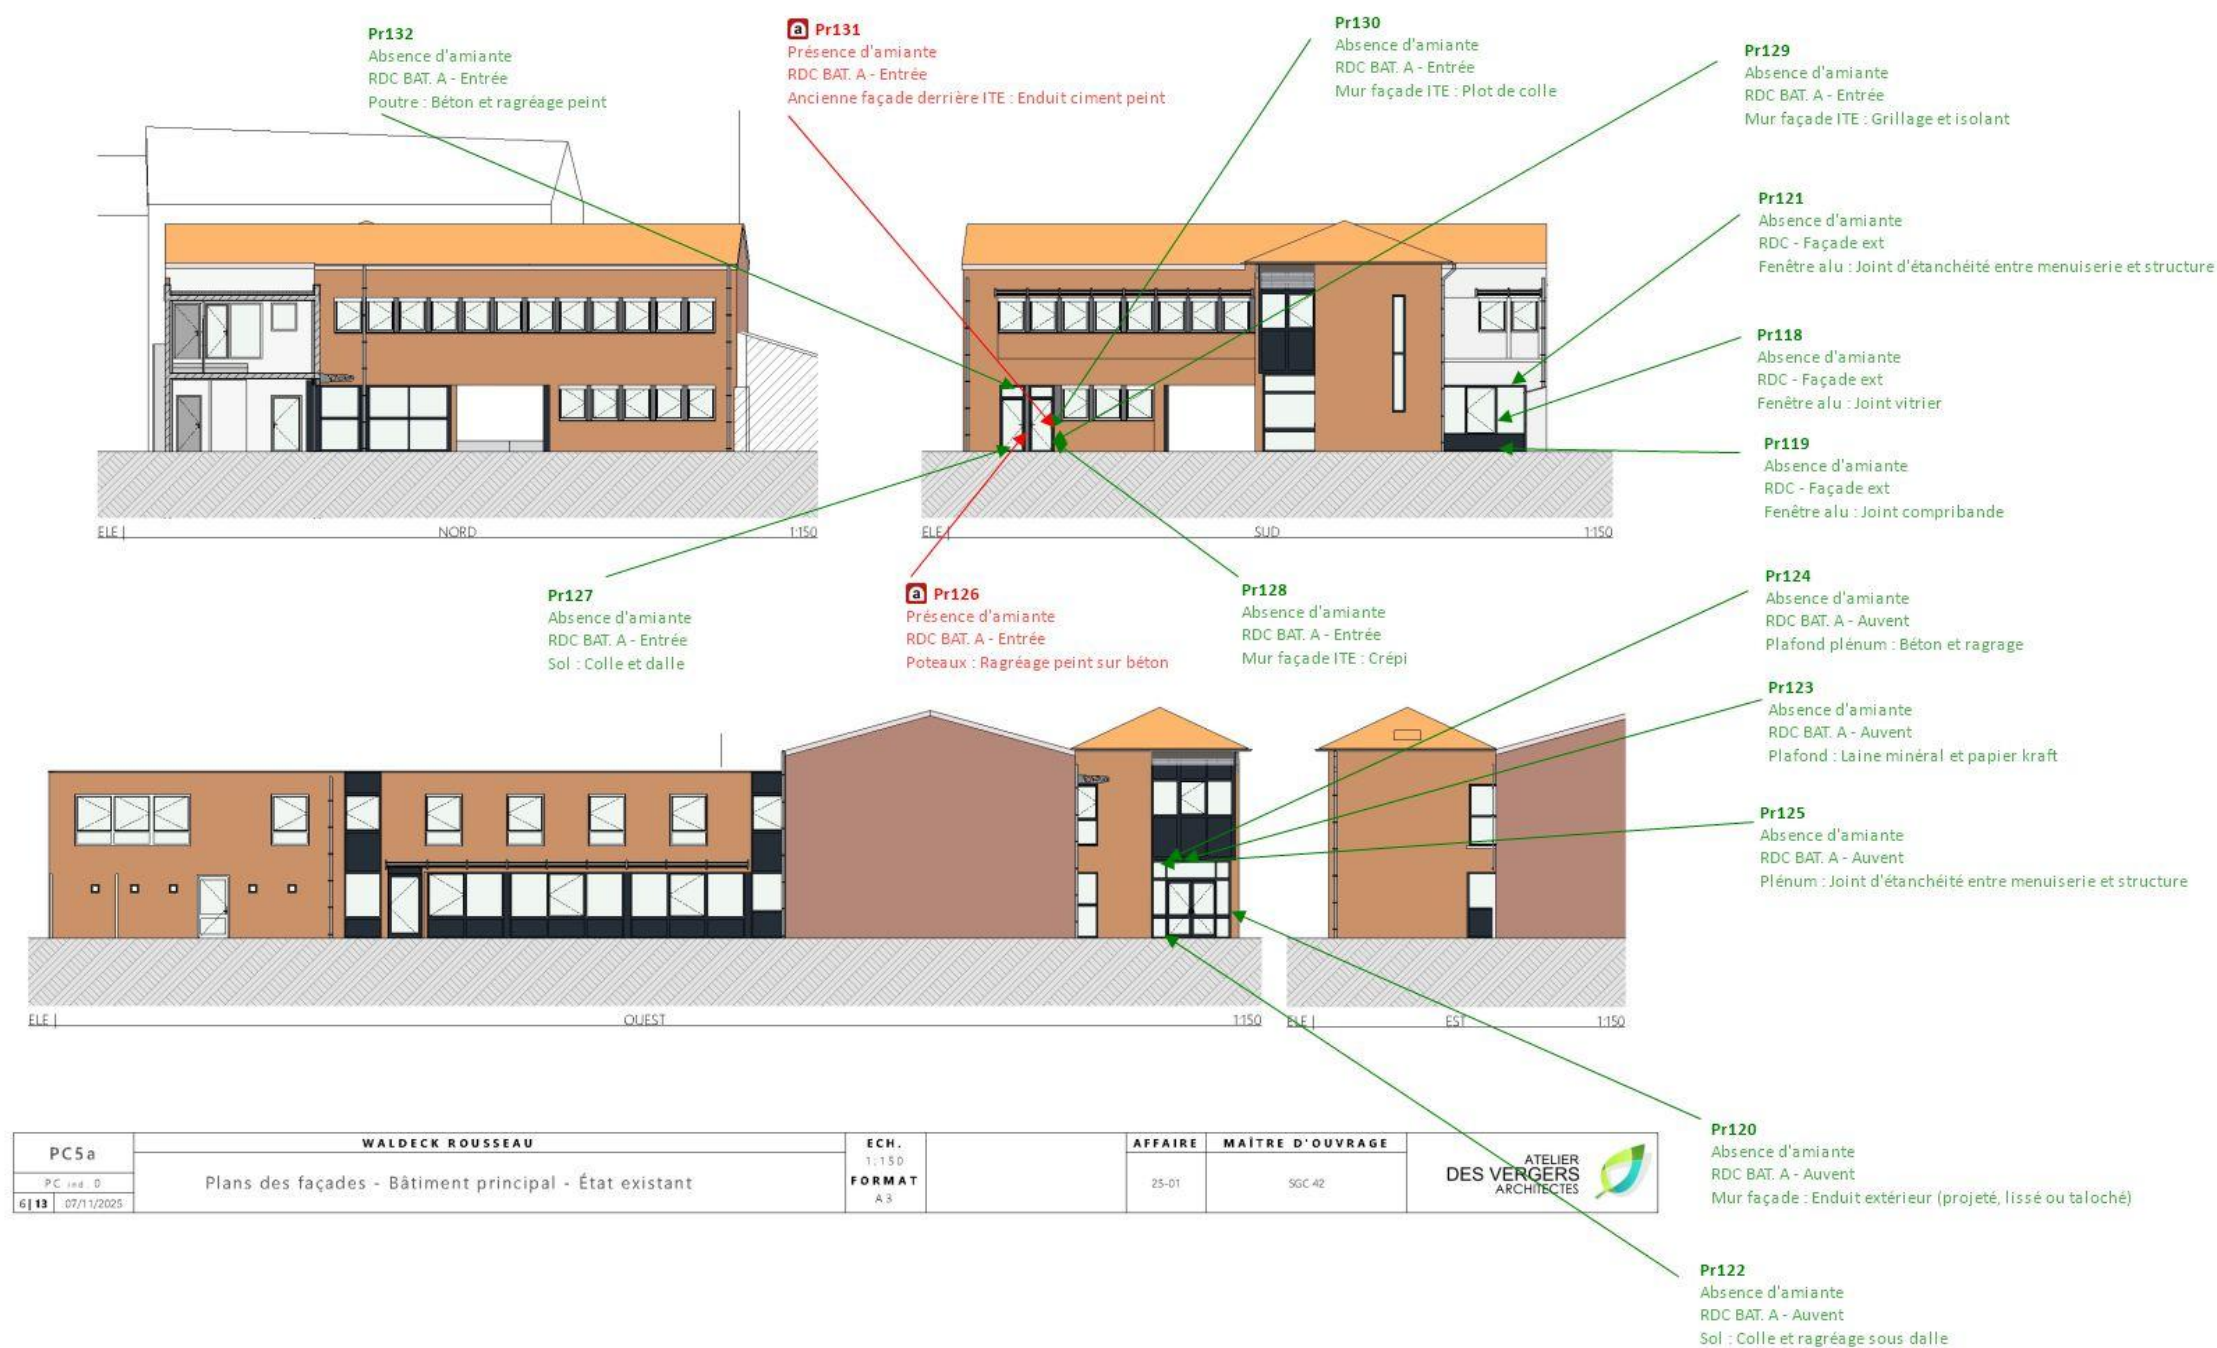 Pr132
Absence d'amiante
RDC BAT. A - Entrée
Poutre : Béton et ragréage peint
a Pr131
Présence d'amiante
RDC BAT. A - Entrée
Ancienne façade derrière ITE : Enduit ciment peint
Pr130
Absence d'amiante
RDC BAT. A - Entrée
Mur façade ITE : Plot de colle
Pr129
Absence d'amiante
RDC BAT. A - Entrée
Mur façade ITE : Grillage et isolant
Pr121
Absence d'amiante
RDC - Façade ext
Fenêtre alu : Joint d'étanchéité entre menuiserie et structure
Pr118
Absence d'amiante
RDC - Façade ext
Fenêtre alu : Joint vitrier
Pr119
Absence d'amiante
RDC - Façade ext
Fenêtre alu : Joint compribande
ELE | NORD 1:150
ELE | SUD 1:150
Pr127
Absence d'amiante
RDC BAT. A - Entrée
Sol : Colle et dalle
a Pr126
Présence d'amiante
RDC BAT. A - Entrée
Poteaux : Ragréage peint sur béton
Pr128
Absence d'amiante
RDC BAT. A - Entrée
Mur façade ITE : Crépi
Pr124
Absence d'amiante
RDC BAT. A - Auvent
Plafond plénum : Béton et ragrage
Pr123
Absence d'amiante
RDC BAT. A - Auvent
Plafond : Laine minéral et papier kraft
Pr125
Absence d'amiante
RDC BAT. A - Auvent
Plénum : Joint d'étanchéité entre menuiserie et structure
ELE | OUEST 1:150
ELE | EST 1:150
Pr120
Absence d'amiante
RDC BAT. A - Auvent
Mur façade : Enduit extérieur (projeté, lissé ou taloché)
Pr122
Absence d'amiante
RDC BAT. A - Auvent
Sol : Colle et ragréage sous dalle
PC5a
PC ind. 0
6|13 07/11/2025
WALDECK ROUSSEAU
Plans des façades - Bâtiment principal - État existant
ECH.
1:150
FORMAT
A3
AFFAIRE
25-01
MAÎTRE D'OUVRAGE
SGC 42
ATELIER
DES VERGERS
ARCHITECTES